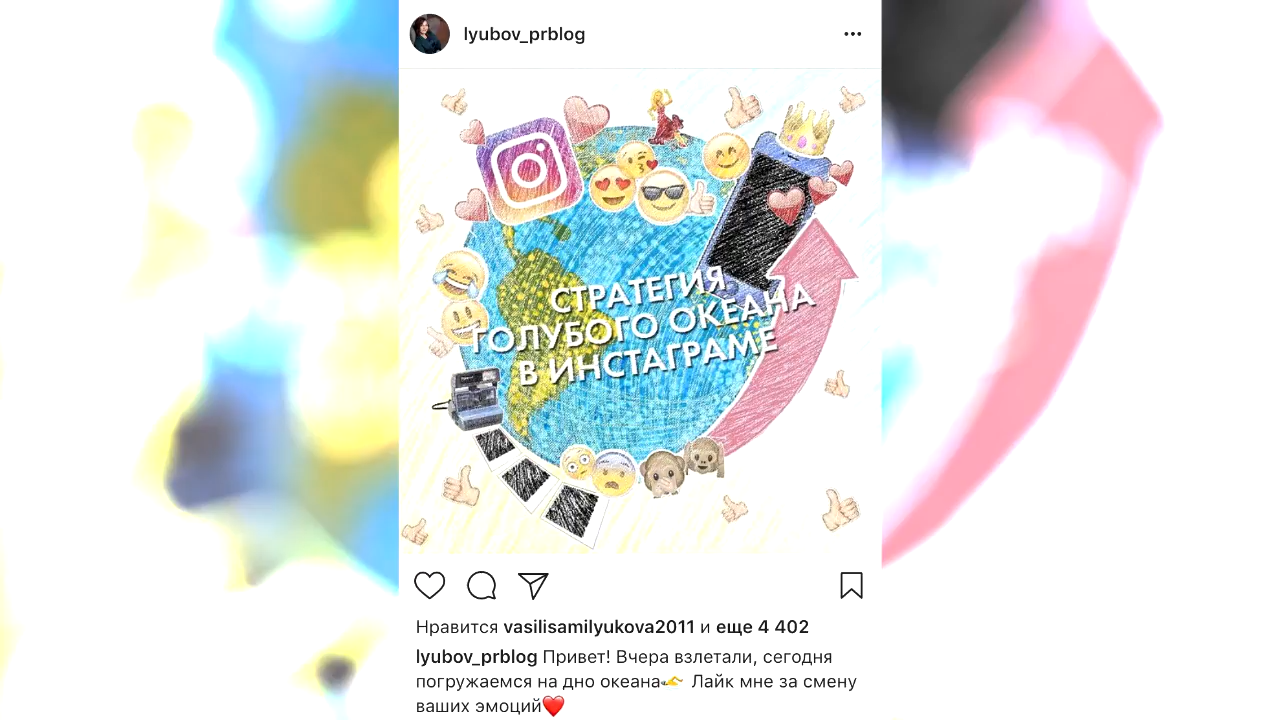 lyubov_prblog
СТРАТЕГИЯ
ГОЛУБОГО ОКЕАНА
В ИНСТАГРАМЕ
Нравится vasilisamilyukova2011 и еще 4 402
lyubov_prblog Привет! Вчера взлетали, сегодня
погружаемся на дно океана Лайк мне за смену
ваших эмоций❤️